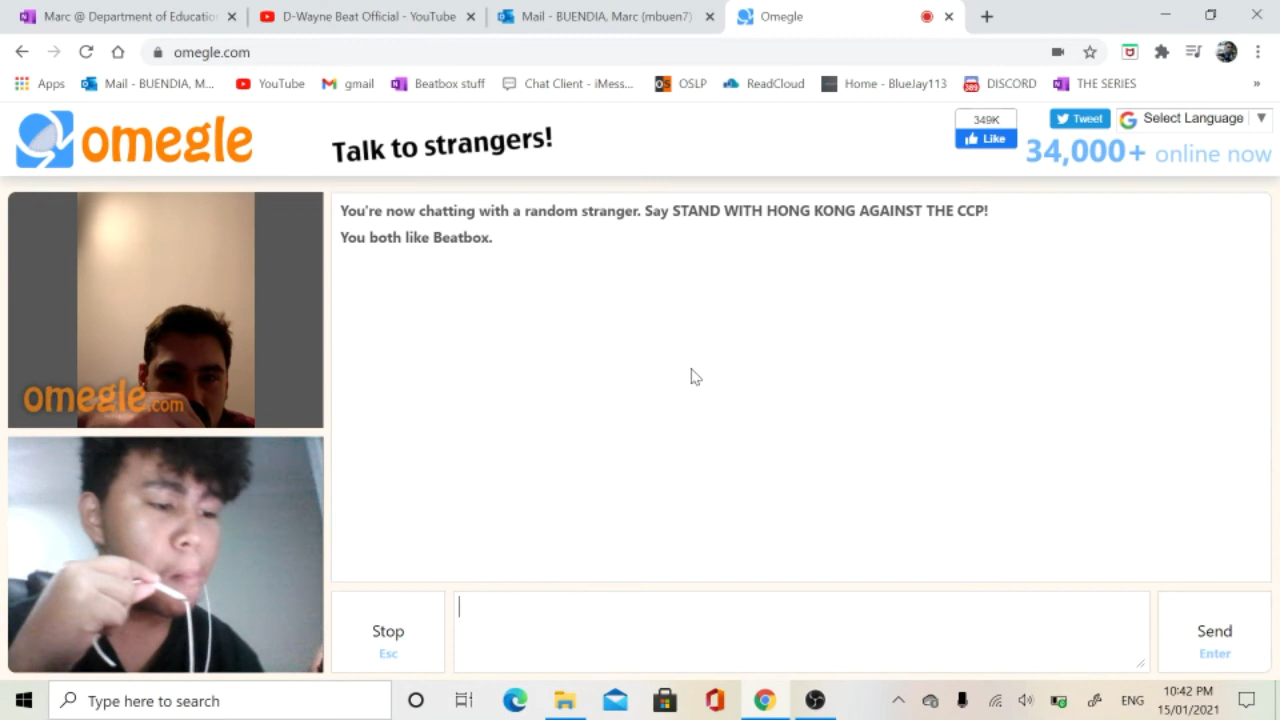 Marc @ Department of Education
D-Wayne Beat Official - YouTube
Mail - BUENDIA, Marc (mbuen7)
Omegle
omegle.com
Apps
Mail - BUENDIA, M...
YouTube
gmail
Beatbox stuff
Chat Client - iMess...
OSLP
ReadCloud
Home - BlueJay113
DISCORD
THE SERIES
»
omegle
Talk to strangers!
349K
Like
Tweet
Select Language
34,000+ online now
You're now chatting with a random stranger. Say STAND WITH HONG KONG AGAINST THE CCP!
You both like Beatbox.
omegle.com
Stop
Esc
Send
Enter
Type here to search
ENG
10:42 PM
15/01/2021